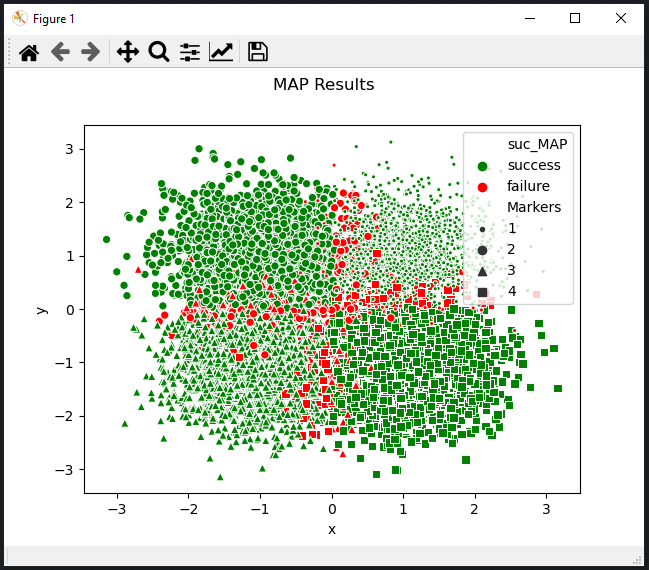 Figure 1
MAP Results
suc_MAP
success
failure
Markers
1
2
3
4
3
2
1
0
−1
−2
−3
y
−3 −2 −1 0 1 2 3
x